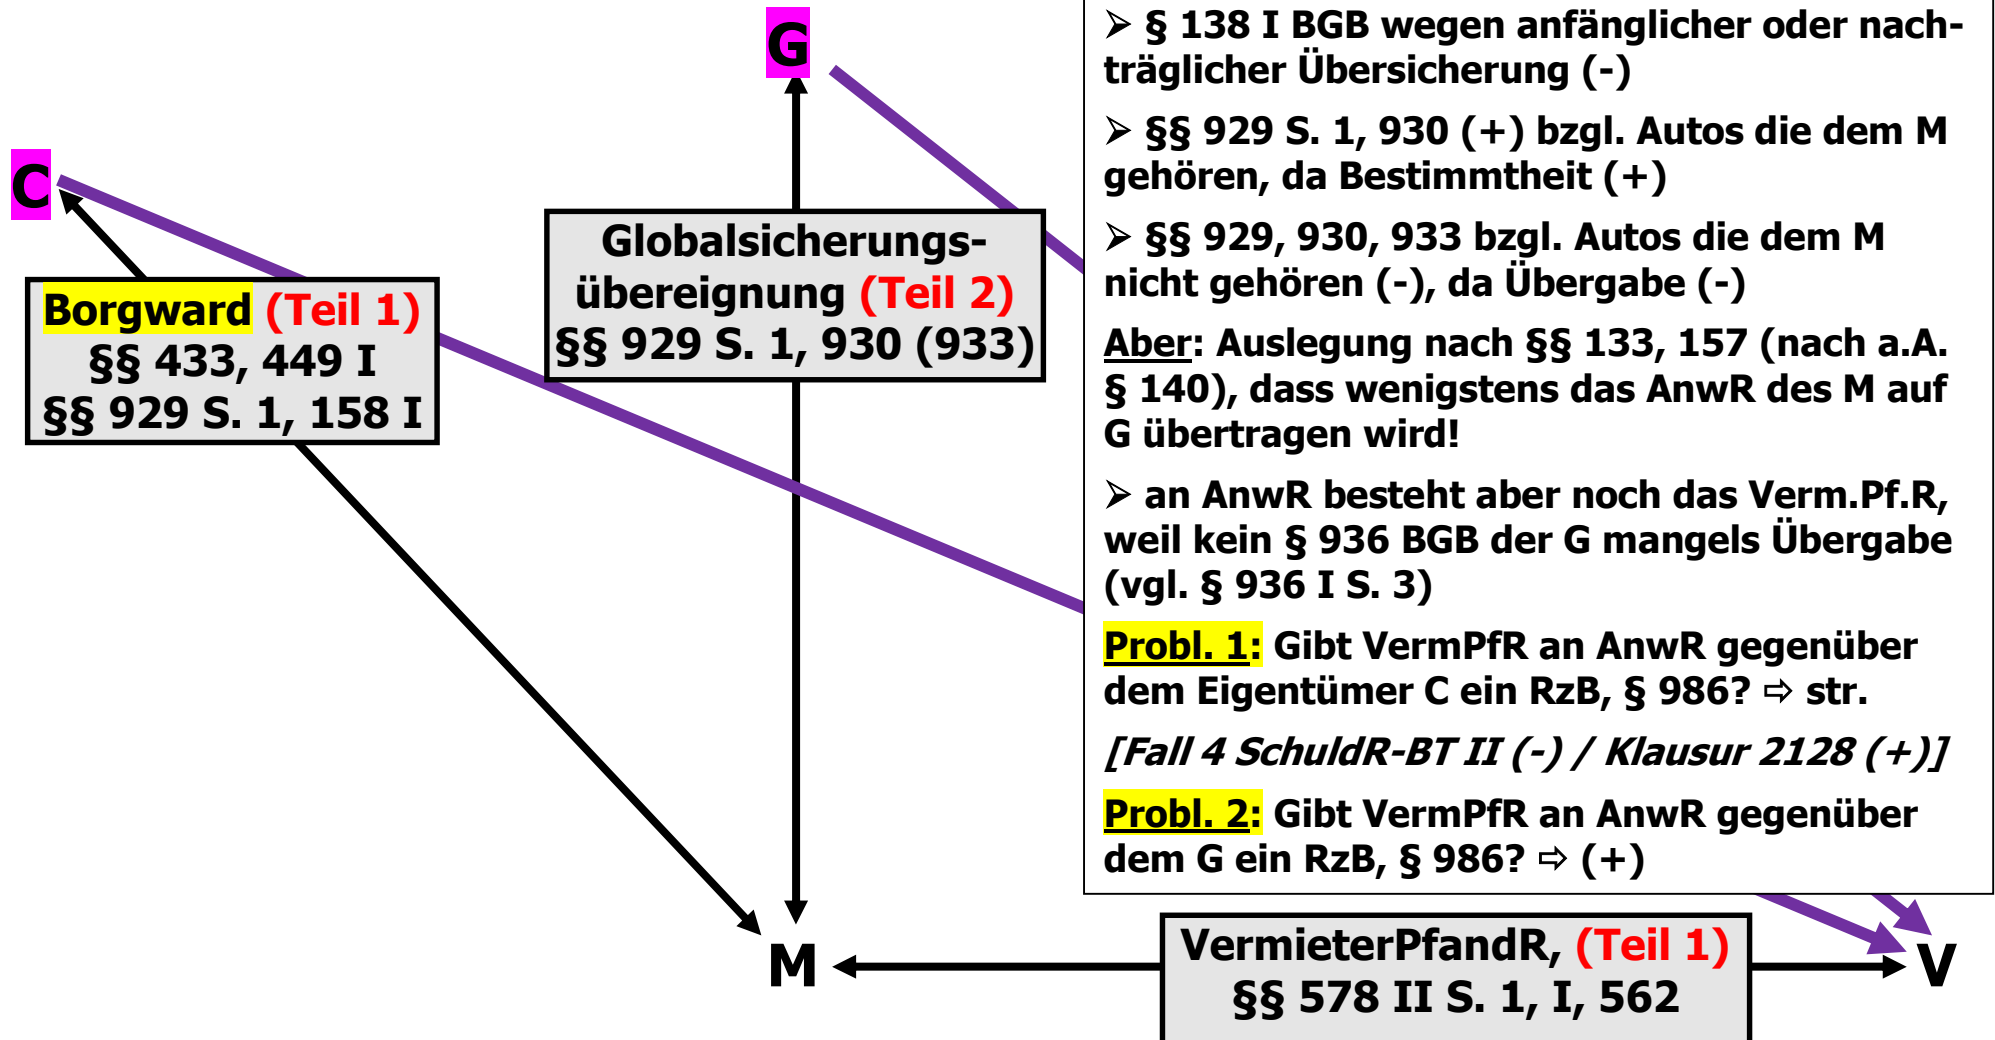 G
C
Borgward (Teil 1)
§§ 433, 449 I
§§ 929 S. 1, 158 I
Globalsicherungs-
übereignung (Teil 2)
§§ 929 S. 1, 930 (933)
➢ § 138 I BGB wegen anfänglicher oder nach-
träglicher Übersicherung (-)
➢ §§ 929 S. 1, 930 (+) bzgl. Autos die dem M
gehören, da Bestimmtheit (+)
➢ §§ 929, 930, 933 bzgl. Autos die dem M
nicht gehören (-), da Übergabe (-)
Aber: Auslegung nach §§ 133, 157 (nach a.A.
§ 140), dass wenigstens das AnwR des M auf
G übertragen wird!
➢ an AnwR besteht aber noch das Verm.Pf.R,
weil kein § 936 BGB der G mangels Übergabe
(vgl. § 936 I S. 3)
Probl. 1: Gibt VermPfR an AnwR gegenüber
dem Eigentümer C ein RzB, § 986? ⇨ str.
[Fall 4 SchuldR-BT II (-) / Klausur 2128 (+)]
Probl. 2: Gibt VermPfR an AnwR gegenüber
dem G ein RzB, § 986? ⇨ (+)
M
VermieterPfandR, (Teil 1)
§§ 578 II S. 1, I, 562
V